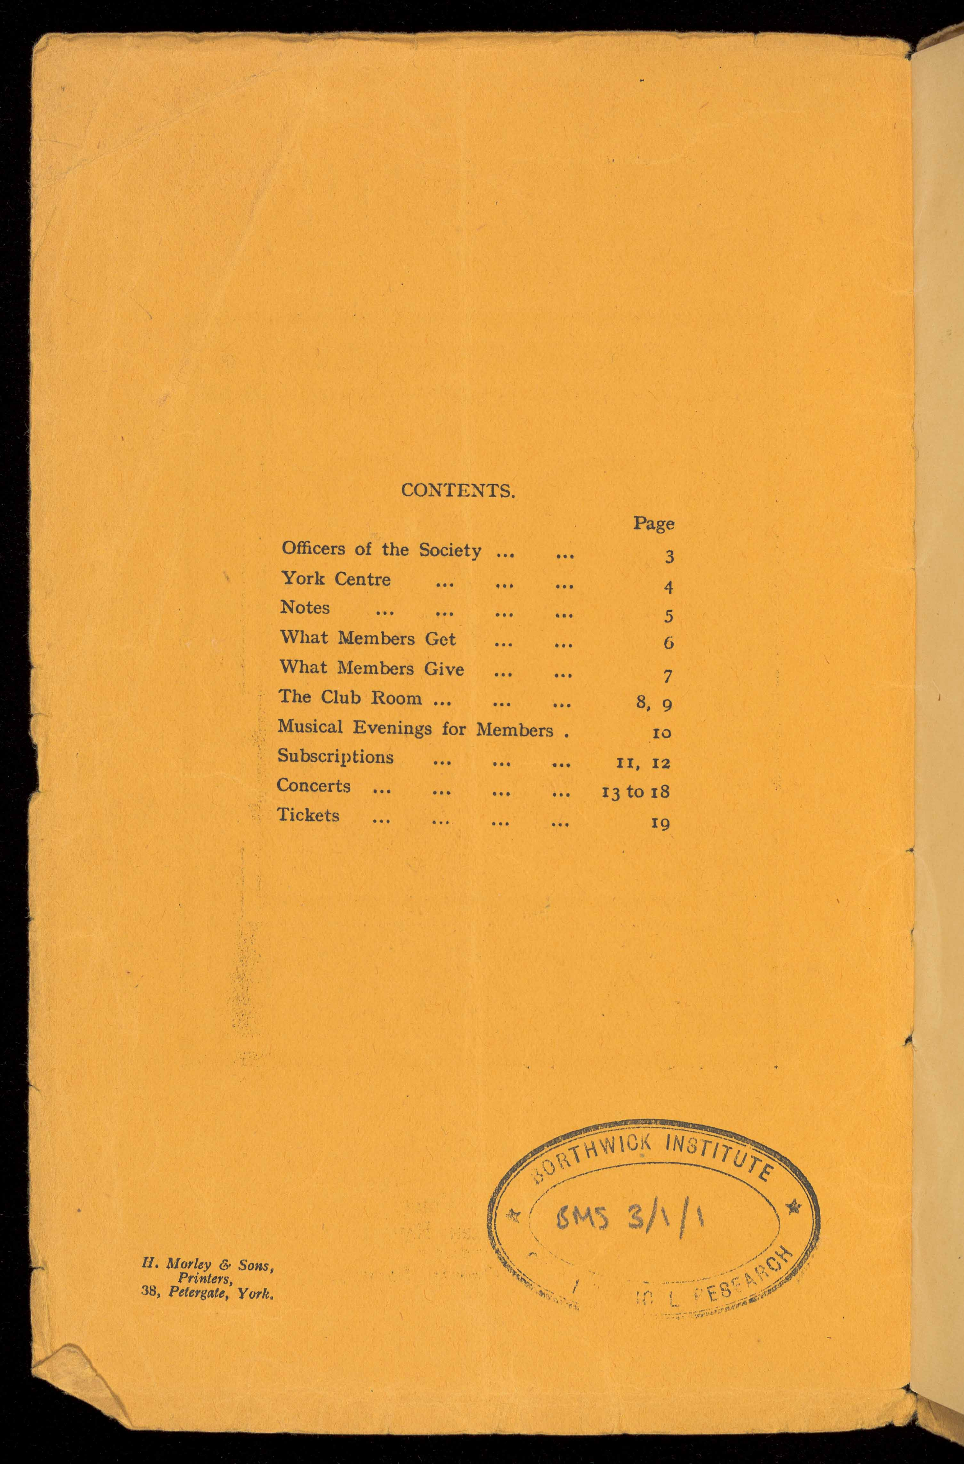 CONTENTS.
Page
Officers of the Society ... ... 3
York Centre ... ... ... 4
Notes ... ... ... ... 5
What Members Get ... ... 6
What Members Give ... ... 7
The Club Room ... ... ... 8, 9
Musical Evenings for Members . 10
Subscriptions ... ... ... 11, 12
Concerts ... ... ... ... 13 to 18
Tickets ... ... ... ... 19
BORTHWICK INSTITUTE
BMS 3/1/1
RESEARCH
H. Morley & Sons,
Printers,
38, Petergate, York.